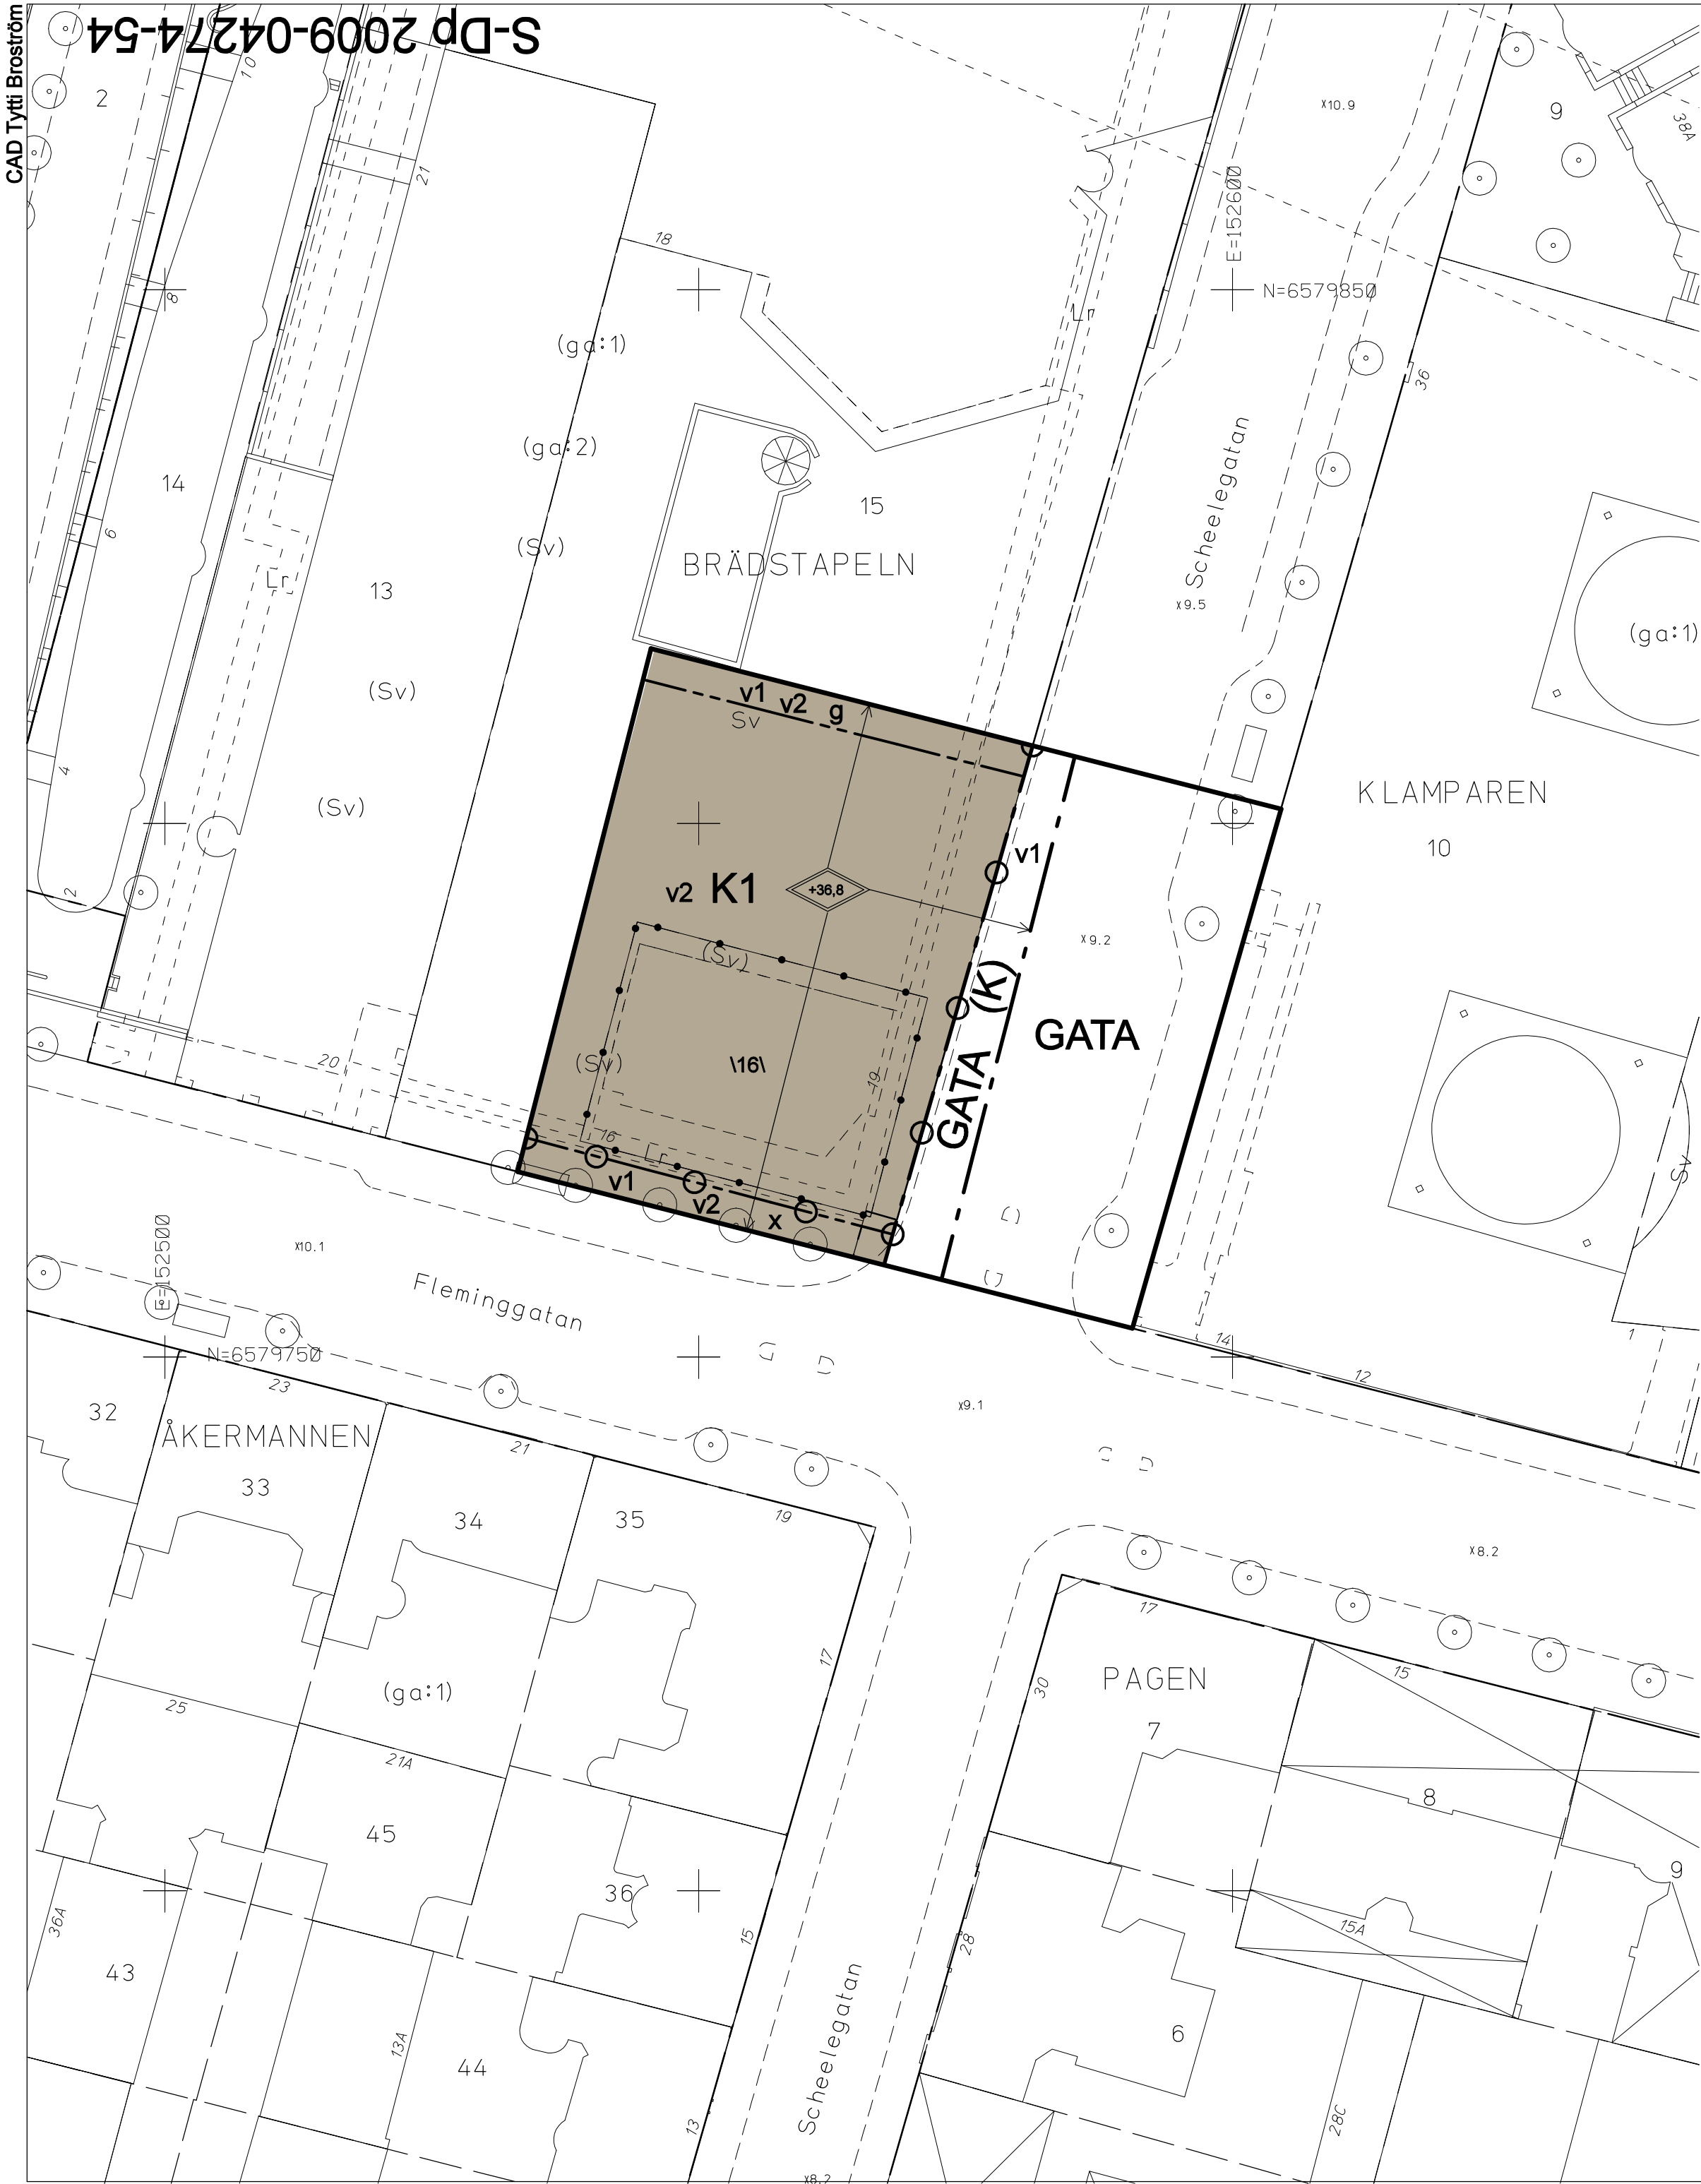 CAD Tytti Broström
S-Dp 2009-04274-54
2
10
21
x10.9
9
38A
18
E=152600
8
N=6579850
Lr
(ga:1)
36
(ga:2)
Scheelegatan
14
15
6
(Sv)
BRÄDSTAPELN
Lr
13
x9.5
(ga:1)
(Sv)
v1 v2 g
Sv
4
KLAMPAREN
(Sv)
10
v1
v2 K1
+36,8
2
x9.2
(Sv)
GATA (K)
GATA
20
(Sv)
\16\
19
16
Lr
v1
v2
x
Sv
E=152500
x10.1
Fleminggatan
14
1
12
N=6579750
23
32
ÅKERMANNEN
21
x9.1
33
34
35
19
x8.2
17
17
30
PAGEN
15
(ga:1)
25
7
21A
8
45
36
9
36A
15
28
15A
43
Scheelegatan
6
13A
44
28C
13
x8.2